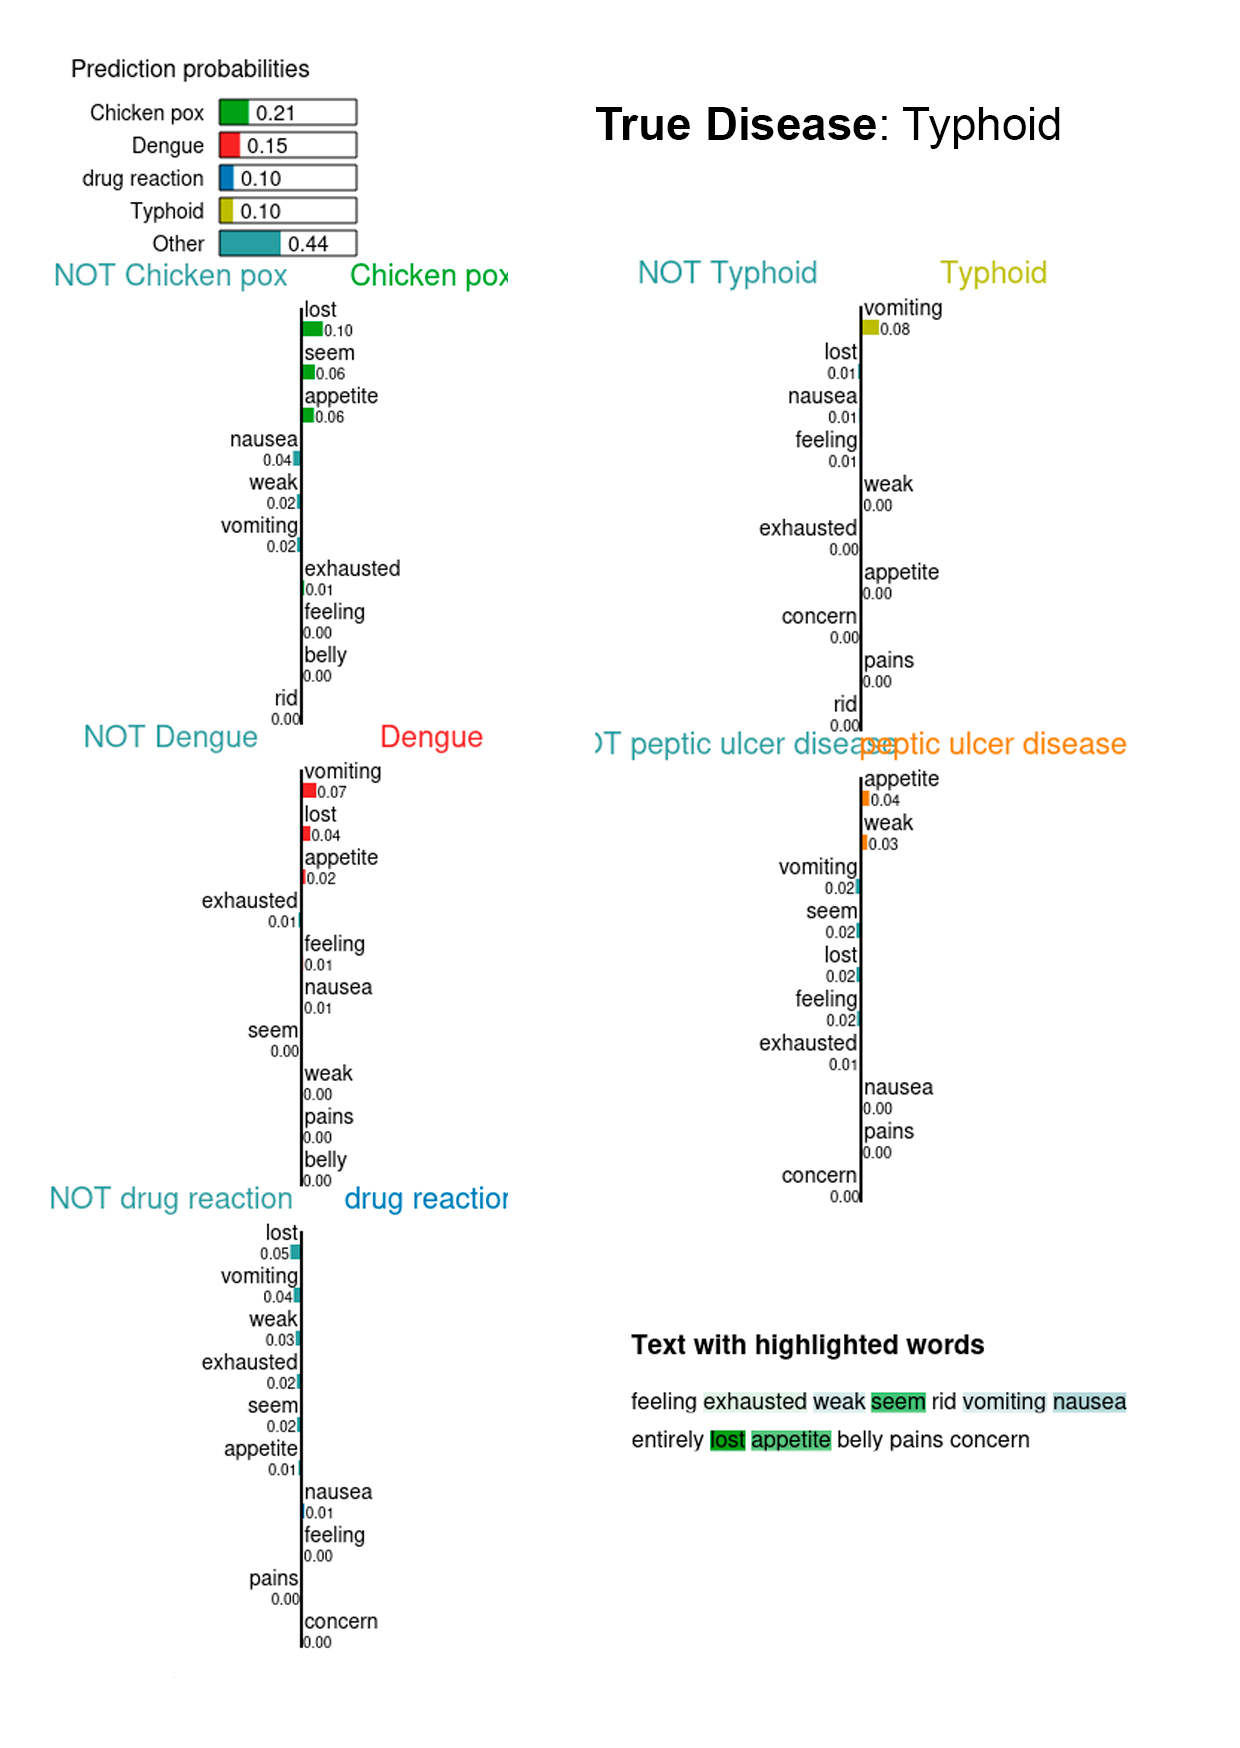 Prediction probabilities
Chicken pox 0.21
Dengue 0.15
drug reaction 0.10
Typhoid 0.10
Other 0.44
True Disease: Typhoid
NOT Chicken pox Chicken pox
lost
0.10
seem
0.06
appetite
0.06
nausea
0.04
weak
0.02
vomiting
0.02
exhausted
0.01
feeling
0.00
belly
0.00
rid
0.00
NOT Dengue Dengue
vomiting
0.07
lost
0.04
appetite
0.02
exhausted
0.01
feeling
0.01
nausea
0.01
seem
0.00
weak
0.00
pains
0.00
belly
0.00
NOT drug reaction drug reaction
lost
0.05
vomiting
0.04
weak
0.03
exhausted
0.02
seem
0.02
appetite
0.01
nausea
0.01
feeling
0.00
pains
0.00
concern
0.00
NOT Typhoid Typhoid
vomiting
0.08
lost
0.01
nausea
0.01
feeling
0.01
weak
0.00
exhausted
0.00
appetite
0.00
concern
0.00
pains
0.00
rid
0.00
OT peptic ulcer disease peptic ulcer disease
appetite
0.04
weak
0.03
vomiting
0.02
seem
0.02
lost
0.02
feeling
0.02
exhausted
0.01
nausea
0.00
pains
0.00
concern
0.00
Text with highlighted words
feeling exhausted weak seem rid vomiting nausea
entirely lost appetite belly pains concern